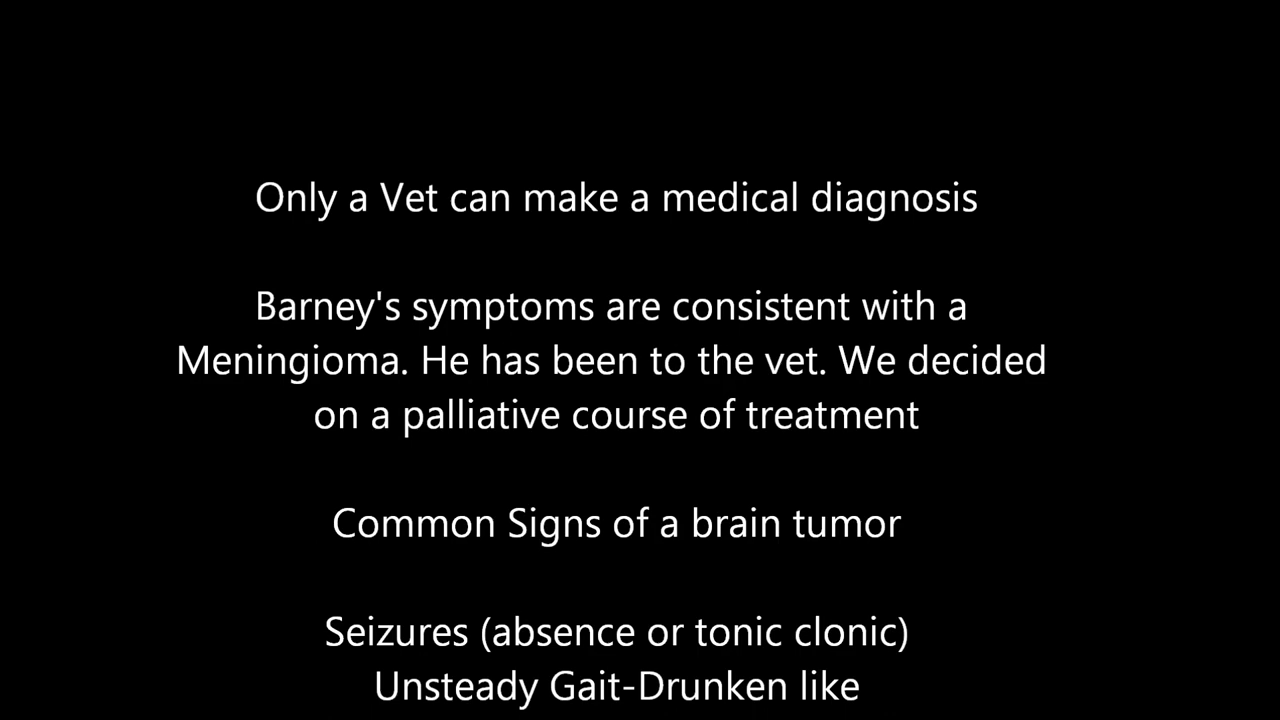 Only a Vet can make a medical diagnosis
Barney's symptoms are consistent with a
Meningioma. He has been to the vet. We decided
on a palliative course of treatment
Common Signs of a brain tumor
Seizures (absence or tonic clonic)
Unsteady Gait-Drunken like